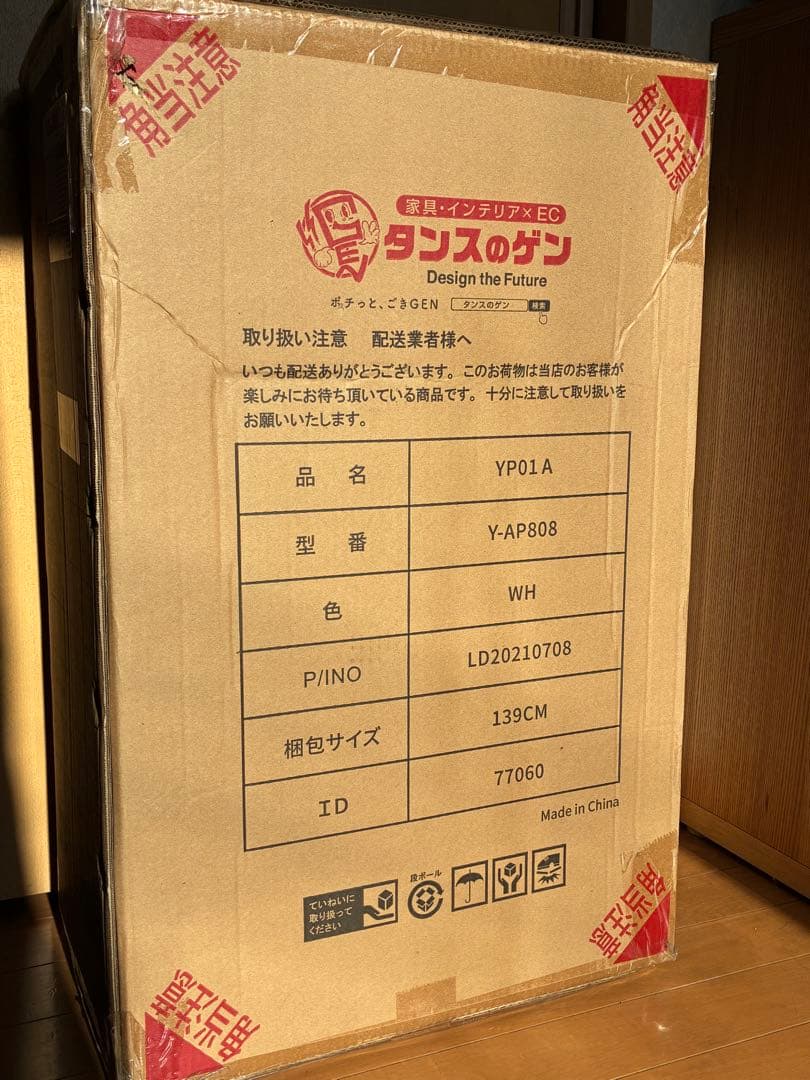 角当注意
角当注意
家具・インテリア×EC
タンスのゲン
Design the Future
ポチっと、ごきGEN
タンスのゲン 検索
取り扱い注意 配送業者様へ
いつも配送ありがとうございます。このお荷物は当店のお客様が
楽しみにお待ち頂いている商品です。十分に注意して取り扱いを
お願いいたします。
品名 YP01A
型番 Y-AP808
色 WH
P/INO LD20210708
梱包サイズ 139CM
ID 77060
Made in China
ていねいに
取り扱って
ください
段ボール
角当注意
角当注意